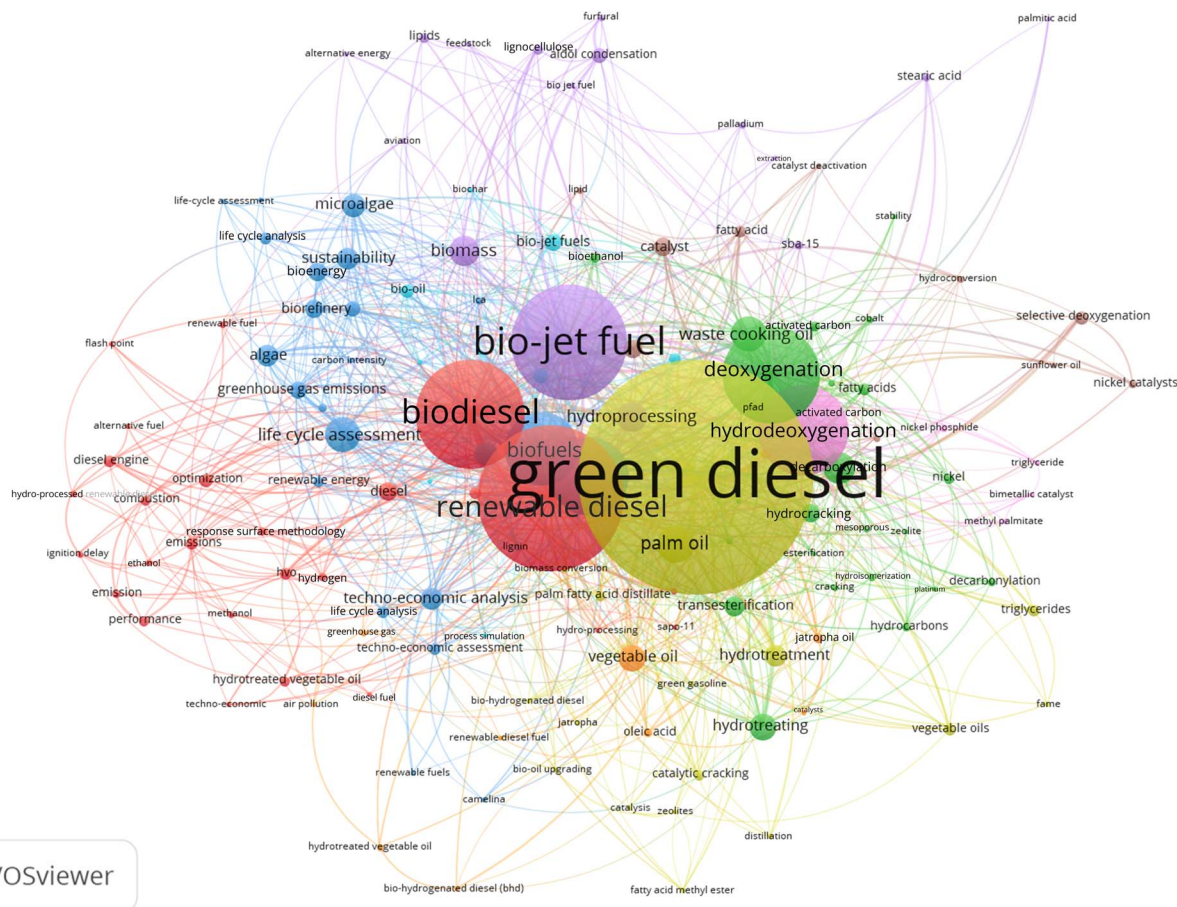 furfural
palmitic acid
lipids
feedstock
lignocellulose
alternative energy
aldol condensation
stearic acid
bio jet fuel
palladium
aviation
extraction
catalyst deactivation
biochar
lipid
life-cycle assessment
microalgae
stability
life cycle analysis
biomass
bio-jet fuels
catalyst
fatty acid
sba-15
sustainability
bioethanol
bioenergy
hydroconversion
bio-oil
lca
biorefinery
selective deoxygenation
renewable fuel
activated carbon
cobalt
waste cooking oil
bio-jet fuel
flash point
algae
carbon intensity
sunflower oil
deoxygenation
nickel catalysts
greenhouse gas emissions
fatty acids
pfad
biodiesel
activated carbon
hydroprocessing
alternative fuel
nickel phosphide
hydrodeoxygenation
life cycle assessment
biofuels
diesel engine
triglyceride
decarboxylation
green diesel
optimization
renewable energy
nickel
diesel
hydro-processed renewable di
combustion
bimetallic catalyst
renewable diesel
hydrocracking
methyl palmitate
mesoporous
zeolite
response surface methodology
emissions
palm oil
lignin
ignition delay
esterification
ethanol
biomass conversion
hvo
hydrogen
hydroisomerization
decarbonylation
cracking
platinum
emission
palm fatty acid distillate
techno-economic analysis
transesterification
triglycerides
methanol
life cycle analysis
performance
hydrocarbons
greenhouse gas
hydro-processing
sapo-11
process simulation
jatropha oil
techno-economic assessment
vegetable oil
hydrotreatment
hydrotreated vegetable oil
green gasoline
diesel fuel
bio-hydrogenated diesel
techno-economic
air pollution
fame
catalysts
jatropha
hydrotreating
vegetable oils
oleic acid
renewable diesel fuel
renewable fuels
bio-oil upgrading
catalytic cracking
camelina
catalysis
zeolites
distillation
hydrotreated vegetable oil
OSviewer
bio-hydrogenated diesel (bhd)
fatty acid methyl ester